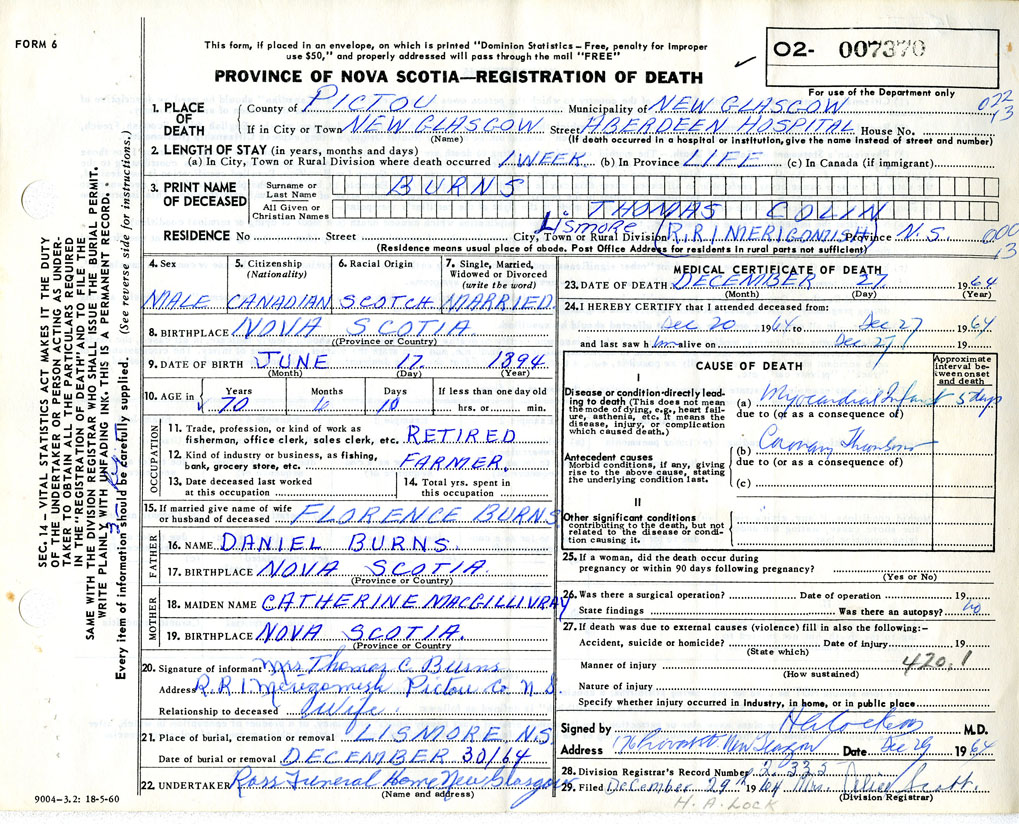 FORM 6
This form, if placed in an envelope, on which is printed "Dominion Statistics – Free, penalty for improper
use $50," and properly addressed will pass through the mail "FREE"
PROVINCE OF NOVA SCOTIA—REGISTRATION OF DEATH
✓
O2- 007370
For use of the Department only
1. PLACE OF DEATH
County of PICTOU Municipality of NEW GLASGOW
If in City or Town NEW GLASGOW Street ABERDEEN HOSPITAL House No.
(Name) (If death occurred in a hospital or institution, give the name instead of street and number)
2. LENGTH OF STAY (in years, months and days)
(a) In City, Town or Rural Division where death occurred 1 WEEK (b) In Province LIFE (c) In Canada (if immigrant)
3. PRINT NAME OF DECEASED
Surname or Last Name BURNS
All Given or Christian Names THOMAS COLIN
Lismore
RESIDENCE No Street City, Town or Rural Division (R.R.1 MERIGOMISH) Province N.S.
(Residence means usual place of abode. Post Office Address for residents in rural parts not sufficient)
4. Sex MALE
5. Citizenship (Nationality) CANADIAN
6. Racial Origin SCOTCH
7. Single, Married, Widowed or Divorced (write the word) MARRIED
8. BIRTHPLACE NOVA SCOTIA
(Province or Country)
9. DATE OF BIRTH JUNE 17. 1894
(Month) (Day) (Year)
10. AGE in Years 70 Months 6 Days 10 If less than one day old hrs. or min.
OCCUPATION
11. Trade, profession, or kind of work as fisherman, office clerk, sales clerk, etc. RETIRED
12. Kind of industry or business, as fishing, bank, grocery store, etc. FARMER.
13. Date deceased last worked at this occupation
14. Total yrs. spent in this occupation
15. If married give name of wife or husband of deceased FLORENCE BURNS
FATHER
16. NAME DANIEL BURNS.
17. BIRTHPLACE NOVA SCOTIA.
(Province or Country)
MOTHER
18. MAIDEN NAME CATHERINE MACGILLIVRAY
19. BIRTHPLACE NOVA SCOTIA.
(Province or Country)
20. Signature of informant Mrs Thomas C Burns
Address R.R.1 Merigomish Pictou Co N.S.
Relationship to deceased Wife.
21. Place of burial, cremation or removal LISMORE N.S.
Date of burial or removal DECEMBER 30/64
22. UNDERTAKER Ross Funeral Home New Glasgow
(Name and address)
9004-3.2: 18-5-60
MEDICAL CERTIFICATE OF DEATH
23. DATE OF DEATH DECEMBER 27 1964
(Month) (Day) (Year)
24. I HEREBY CERTIFY that I attended deceased from:
Dec 20 1964 to Dec 27 1964
and last saw him alive on Dec 27 19
CAUSE OF DEATH
Approximate interval between onset and death
I
Disease or condition directly leading to death (This does not mean the mode of dying, e.g., heart failure, asthenia, etc. It means the disease, injury, or complication which caused death.)
(a) Myocardial Infarct 5 days
due to (or as a consequence of)
Antecedent causes
Morbid conditions, if any, giving rise to the above cause, stating the underlying condition last.
(b) Coronary Thrombosis
due to (or as a consequence of)
(c)
II
Other significant conditions contributing to the death, but not related to the disease or condition causing it.
25. If a woman, did the death occur during pregnancy or within 90 days following pregnancy?
(Yes or No)
26. Was there a surgical operation? Date of operation 19
State findings Was there an autopsy? no
27. If death was due to external causes (violence) fill in also the following:–
Accident, suicide or homicide? Date of injury 19
(State which)
Manner of injury 420.1
(How sustained)
Nature of injury
Specify whether injury occurred in industry, in home, or in public place
Signed by M.D.
Address New Glasgow Date Dec 29 1964
28. Division Registrar's Record Number 2335
29. Filed December 29th 1964 Mrs. Scott.
(Division Registrar)
H. A. LOCK
SEC. 14 – VITAL STATISTICS ACT MAKES IT THE DUTY
OF THE UNDERTAKER OR PERSON ACTING AS UNDER-
TAKER TO OBTAIN ALL THE PARTICULARS REQUIRED
IN THE "REGISTRATION OF DEATH" AND TO FILE THE
SAME WITH THE DIVISION REGISTRAR WHO SHALL ISSUE THE BURIAL PERMIT.
WRITE PLAINLY WITH UNFADING INK. THIS IS A PERMANENT RECORD.
Every item of information should be carefully supplied. (See reverse side for instructions.)